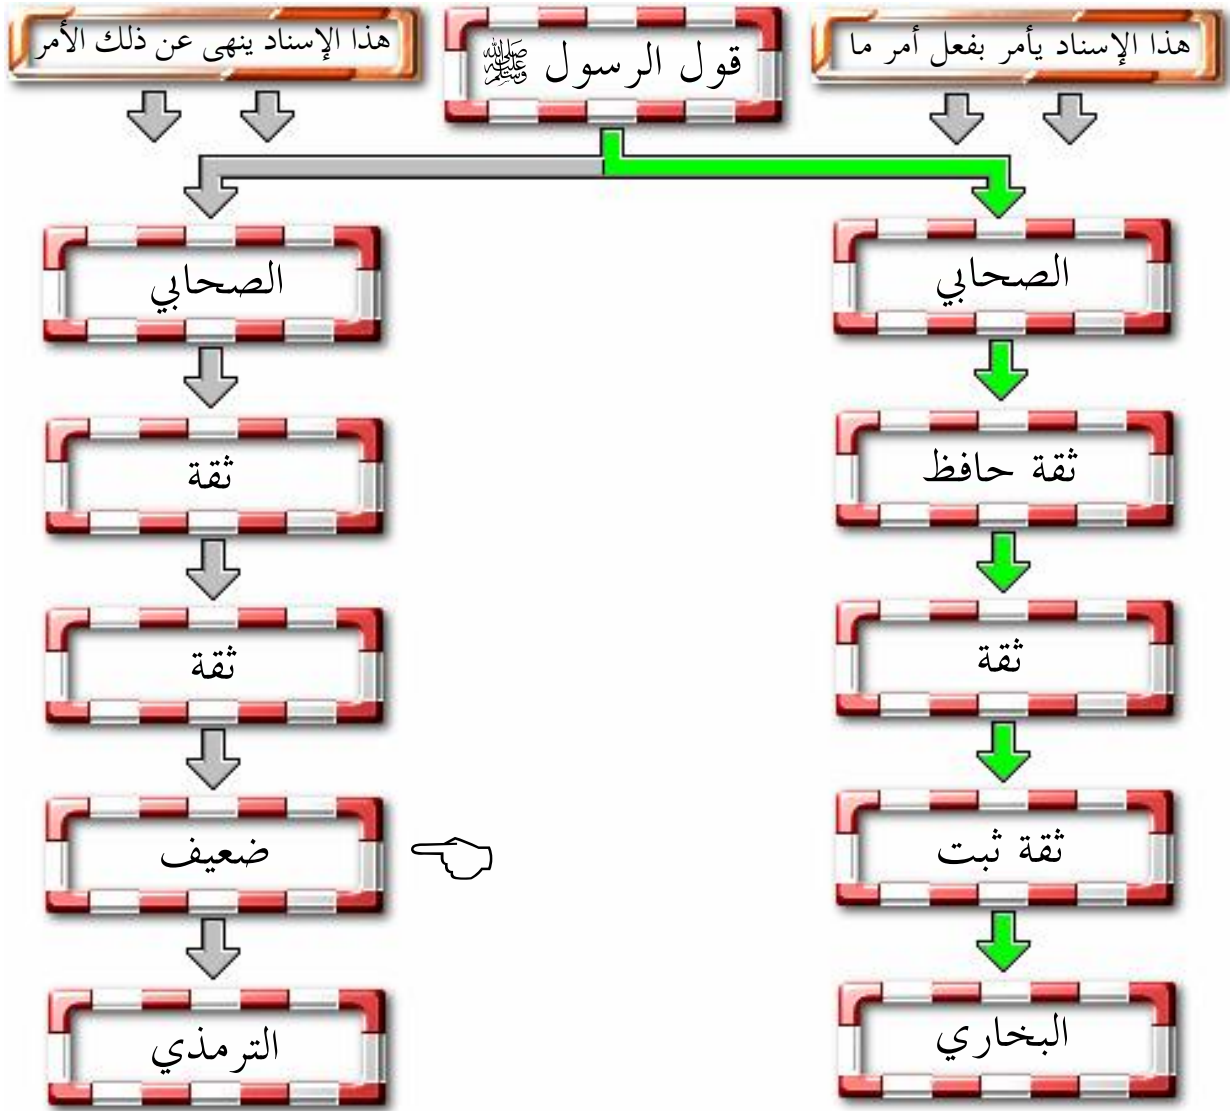 هذا الإسناد يأمر بفعل أمر ما
قول الرسول ﷺ
هذا الإسناد ينهى عن ذلك الأمر
الصحابي
الصحابي
ثقة حافظ
ثقة
ثقة
ثقة
ثقة ثبت
ضعيف
البخاري
الترمذي